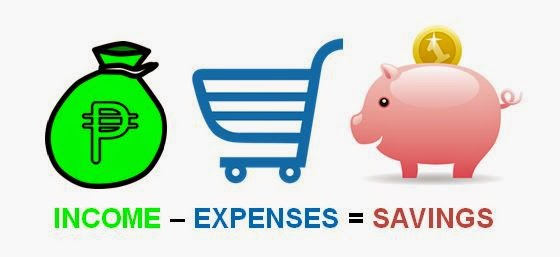 ₱
INCOME – EXPENSES = SAVINGS